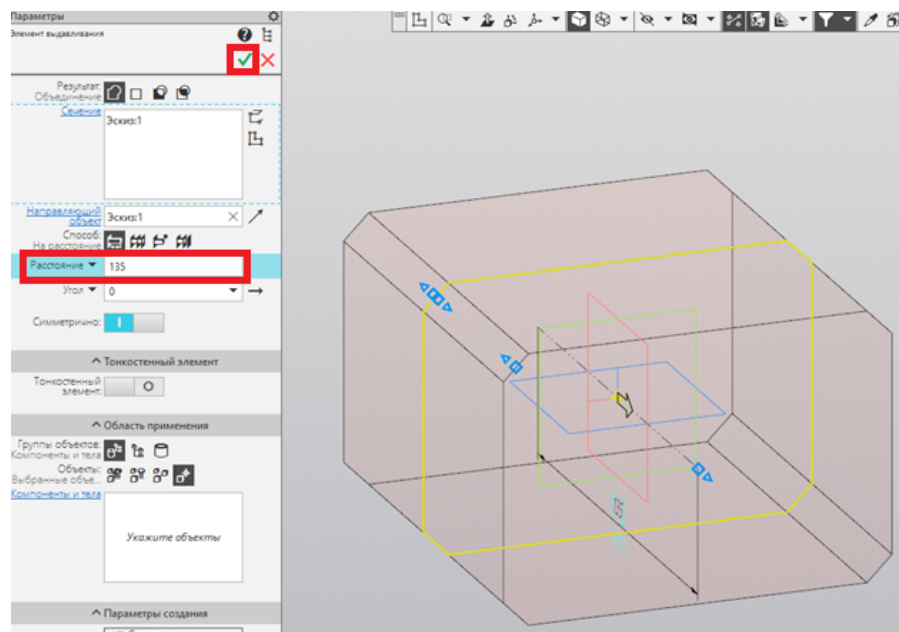 Параметры
Элемент выдавливания
Результат:
Объединение
Сечение
Эскиз:1
Направляющий
объект
Эскиз:1
Способ:
На расстояние
Расстояние
135
Угол
0
Симметрично:
Тонкостенный элемент
Тонкостенный
элемент:
Область применения
Группы объектов:
Компоненты и тела
Объекты:
Выбранные объе...
Компоненты и тела
Укажите объекты
Параметры создания